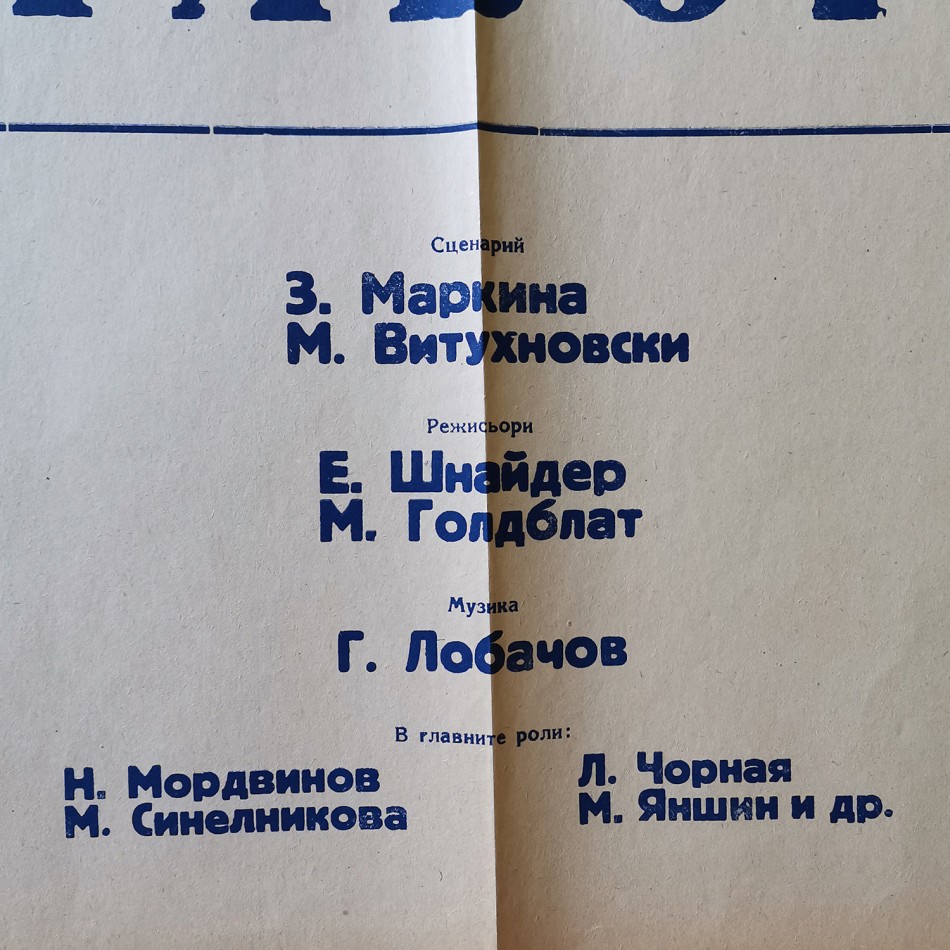 Сценарий
З. Маркина
М. Витухновски
Режисьори
Е. Шнайдер
М. Голдблат
Музика
Г. Лобачов
В главните роли:
Н. Мордвинов
М. Синелникова
Л. Чорная
М. Яншин и др.